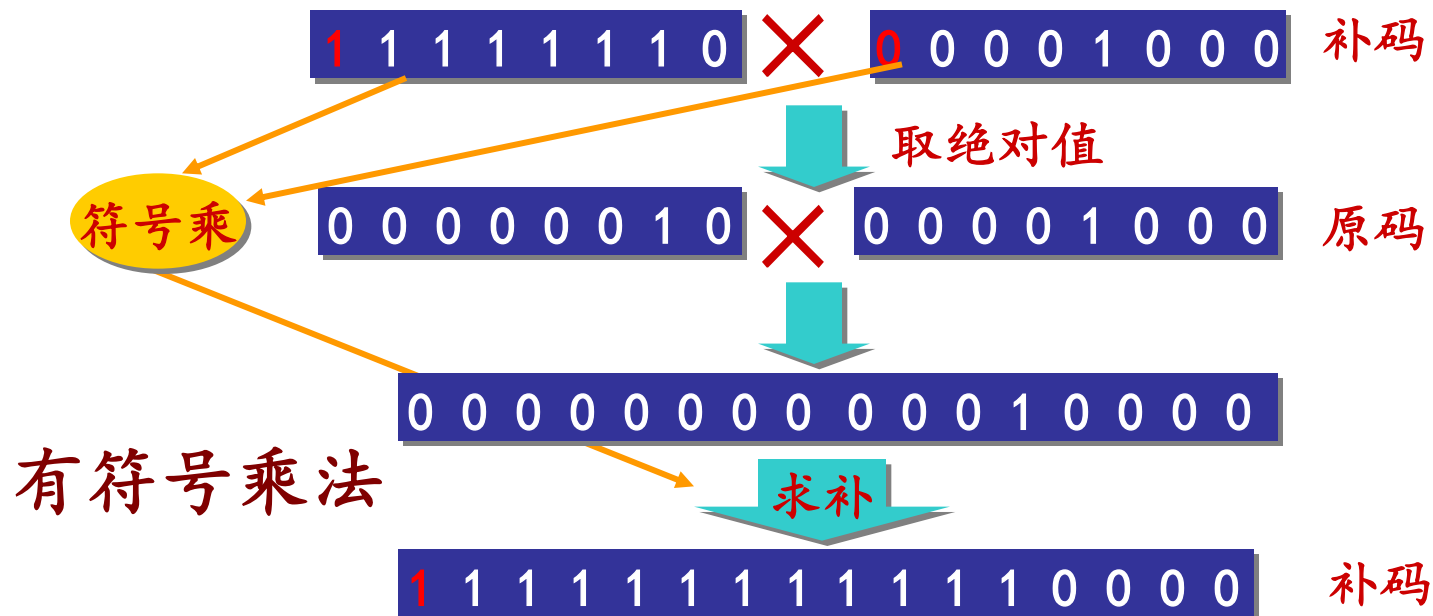 1 1 1 1 1 1 1 0 × 0 0 0 0 1 0 0 0 补码
取绝对值
符号乘 0 0 0 0 0 0 1 0 × 0 0 0 0 1 0 0 0 原码
0 0 0 0 0 0 0 0 0 0 0 1 0 0 0 0
有符号乘法 求补
1 1 1 1 1 1 1 1 1 1 1 1 0 0 0 0 补码